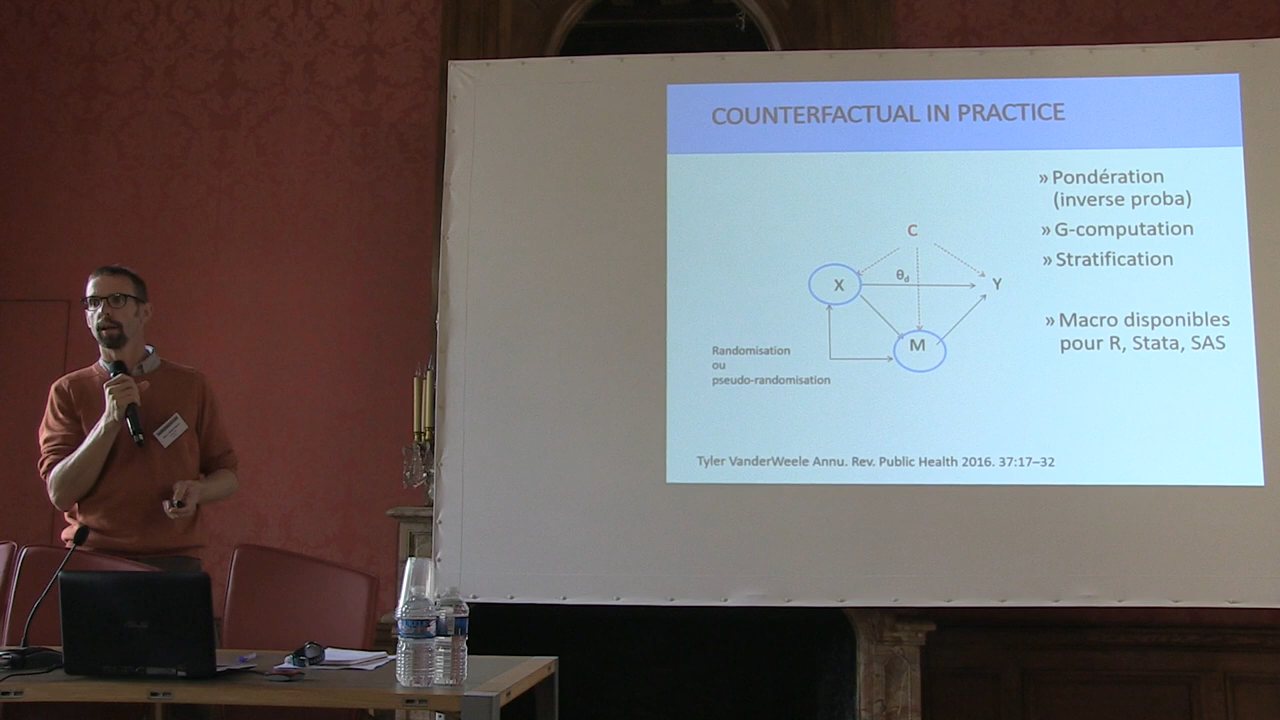 COUNTERFACTUAL IN PRACTICE
» Pondération
(inverse proba)
» G-computation
» Stratification
» Macro disponibles
pour R, Stata, SAS
C
θd
X
Y
M
Randomisation
ou
pseudo-randomisation
Tyler VanderWeele Annu. Rev. Public Health 2016. 37:17–32